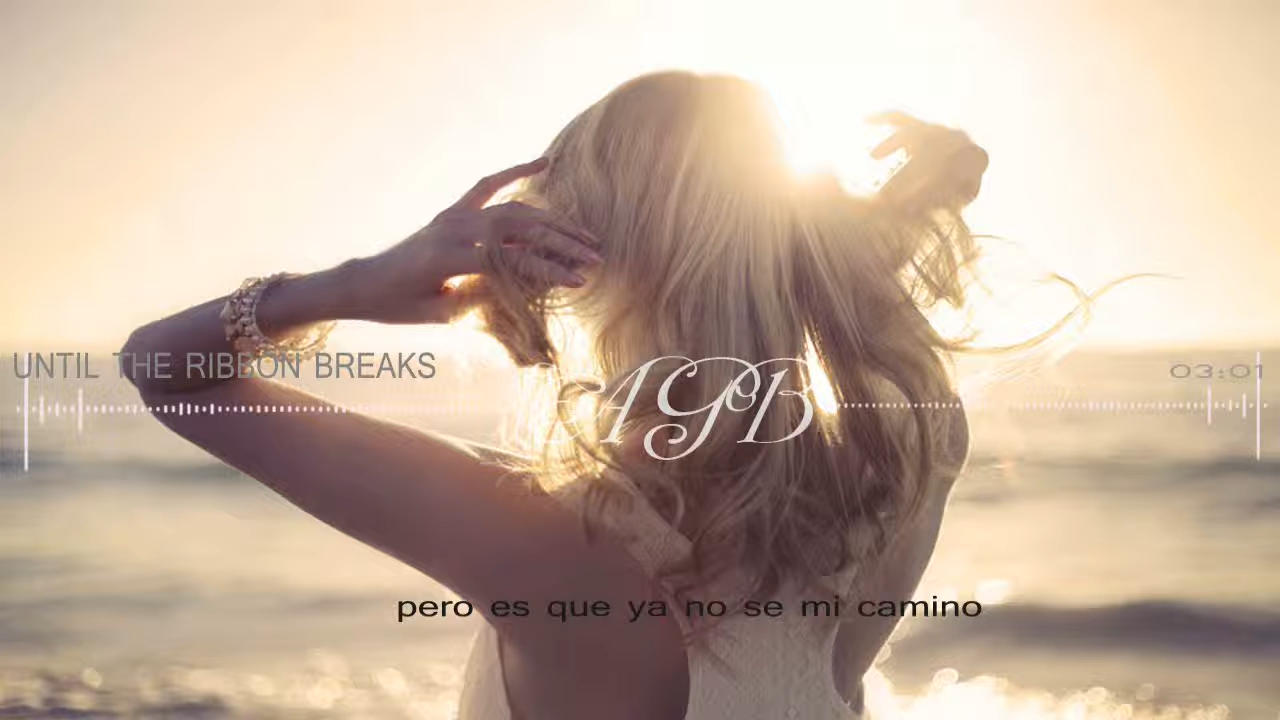 UNTIL THE RIBBON BREAKS
03:01
AGB
pero es que ya no se mi camino